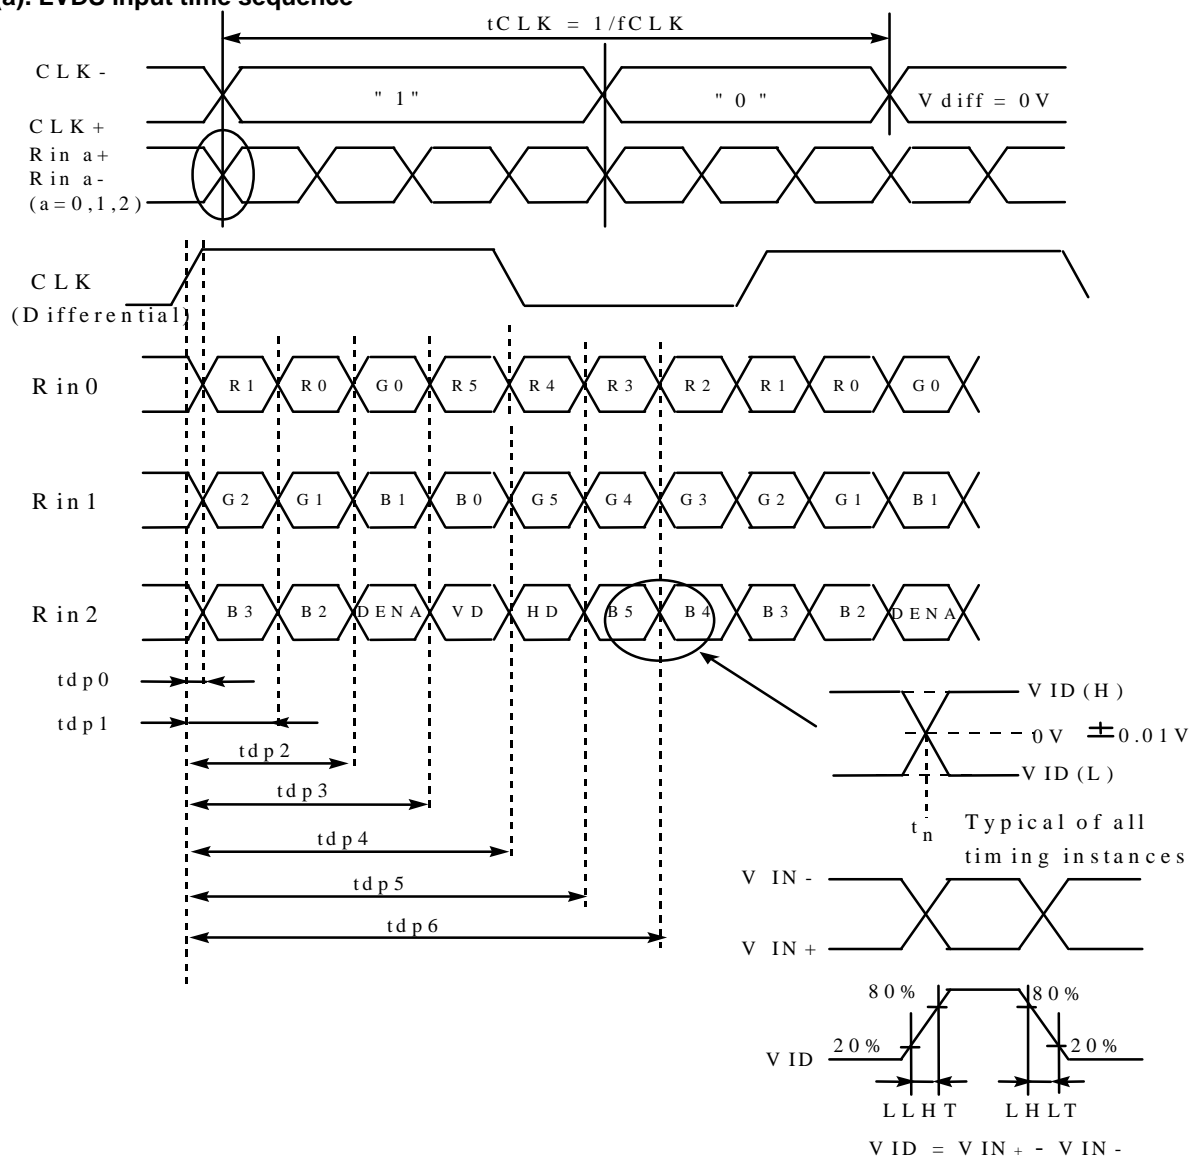 (a). LVDS input time sequence
tCLK = 1/fCLK
CLK-
"1" "0" V diff = 0V
CLK+
Rin a+
Rin a-
(a=0,1,2)
CLK
(Differential)
Rin0 R1 R0 G0 R5 R4 R3 R2 R1 R0 G0
Rin1 G2 G1 B1 B0 G5 G4 G3 G2 G1 B1
Rin2 B3 B2 DENA VD HD B5 B4 B3 B2 DENA
tdp0
tdp1
tdp2
tdp3
tdp4
tdp5
tdp6
VID(H)
0V ±0.01V
VID(L)
tn
Typical of all
timing instances
V IN-
V IN+
80% 80%
VID 20% 20%
LLHT LHLT
VID = VIN+ - VIN-